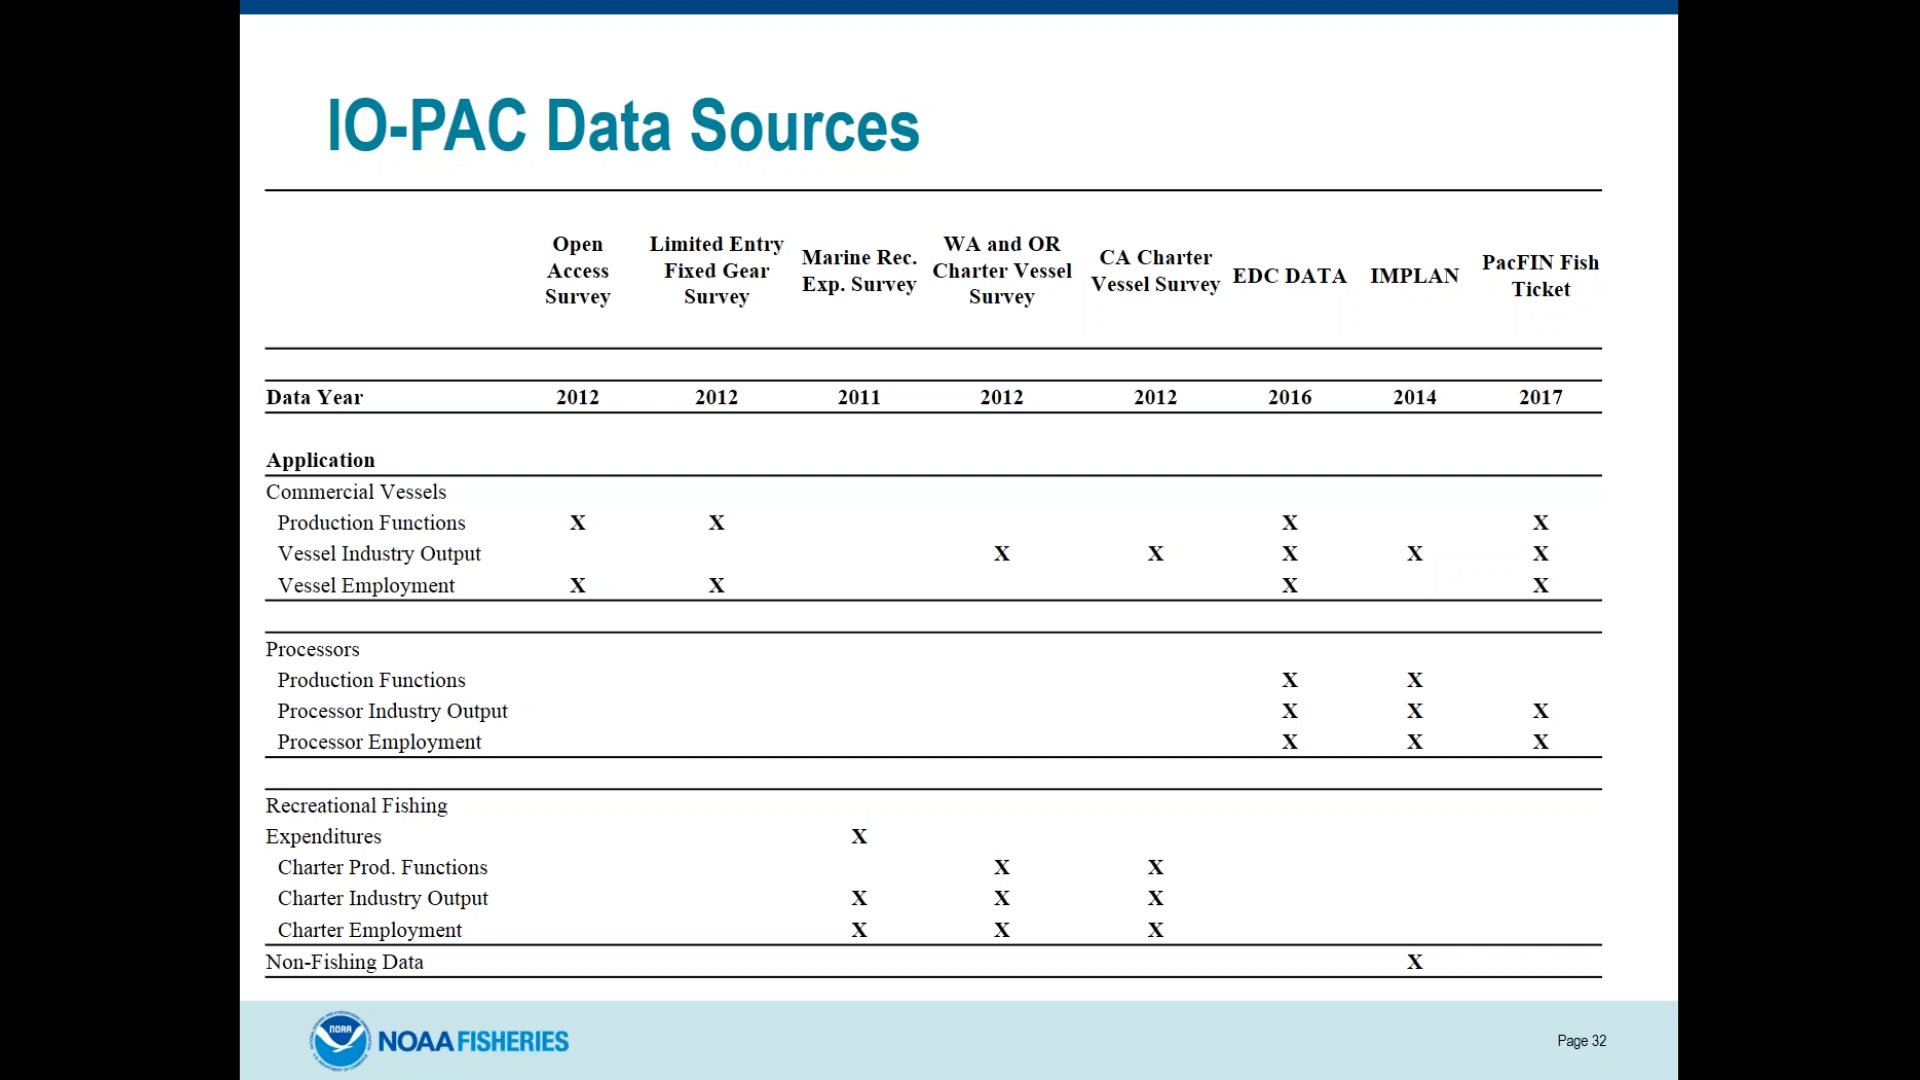 IO-PAC Data Sources
Open Access Survey Limited Entry Fixed Gear Survey Marine Rec. Exp. Survey WA and OR Charter Vessel Survey CA Charter Vessel Survey EDC DATA IMPLAN PacFIN Fish Ticket
Data Year 2012 2012 2011 2012 2012 2016 2014 2017
Application
Commercial Vessels
Production Functions X X X X
Vessel Industry Output X X X X X
Vessel Employment X X X X
Processors
Production Functions X X
Processor Industry Output X X X
Processor Employment X X X
Recreational Fishing
Expenditures X
Charter Prod. Functions X X
Charter Industry Output X X X
Charter Employment X X X
Non-Fishing Data X
NOAA
NOAA FISHERIES
Page 32